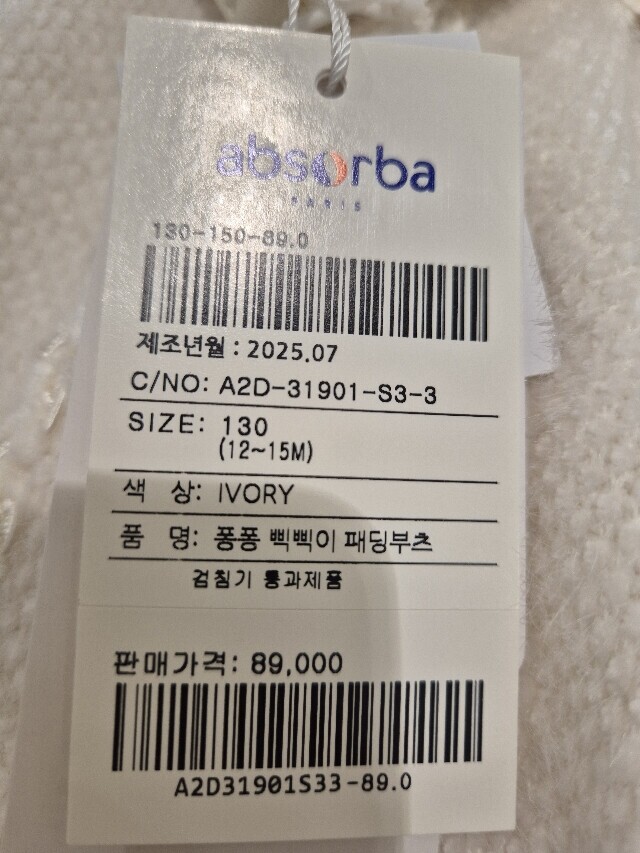 absorba
PARIS
130-150-89.0
제조년월 : 2025.07
C/NO: A2D-31901-S3-3
SIZE: 130
(12~15M)
색 상: IVORY
품 명: 퐁퐁 삑삑이 패딩부츠
검침기 통과제품
판매가격: 89,000
A2D31901S33-89.0